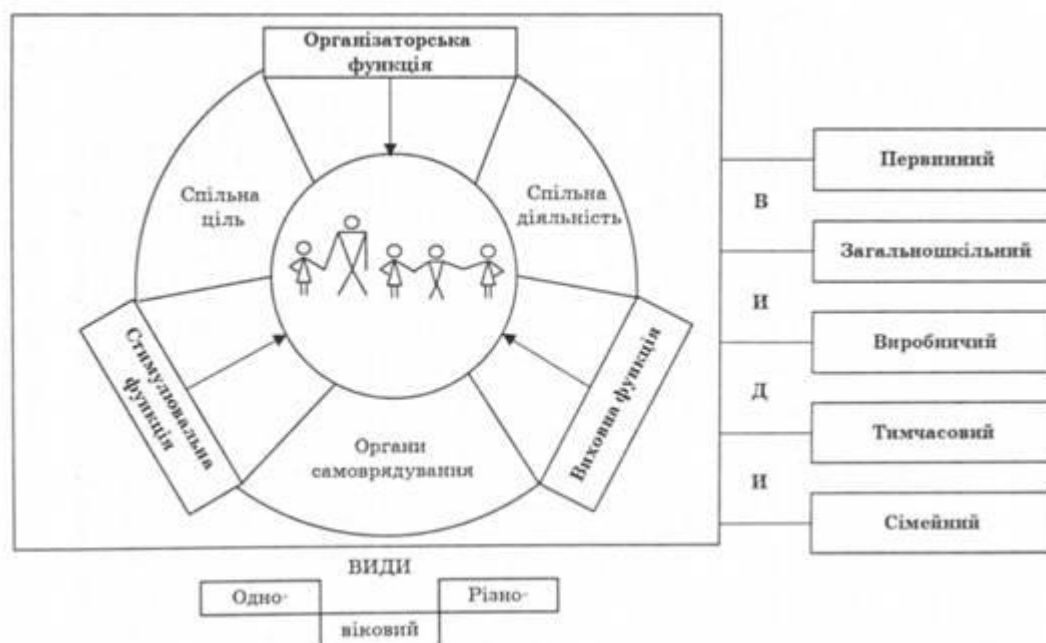 Організаторська
функція
Спільна
ціль
Спільна
діяльність
Стимулювальна
функція
Виховна функція
Органи
самоврядування
В
И
Д
И
Первинний
Загальношкільний
Виробничий
Тимчасовий
Сімейний
ВИДИ
Одно-
Різно-
віковий